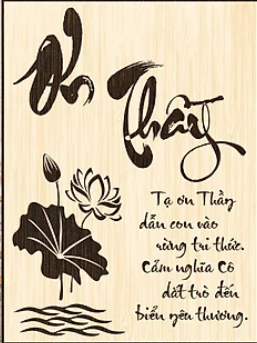 Ơn
Thầy
Tạ ơn Thầy
dẫn con vào
rừng tri thức.
Cảm nghĩa Cô
dắt trò đến
biển yêu thương.